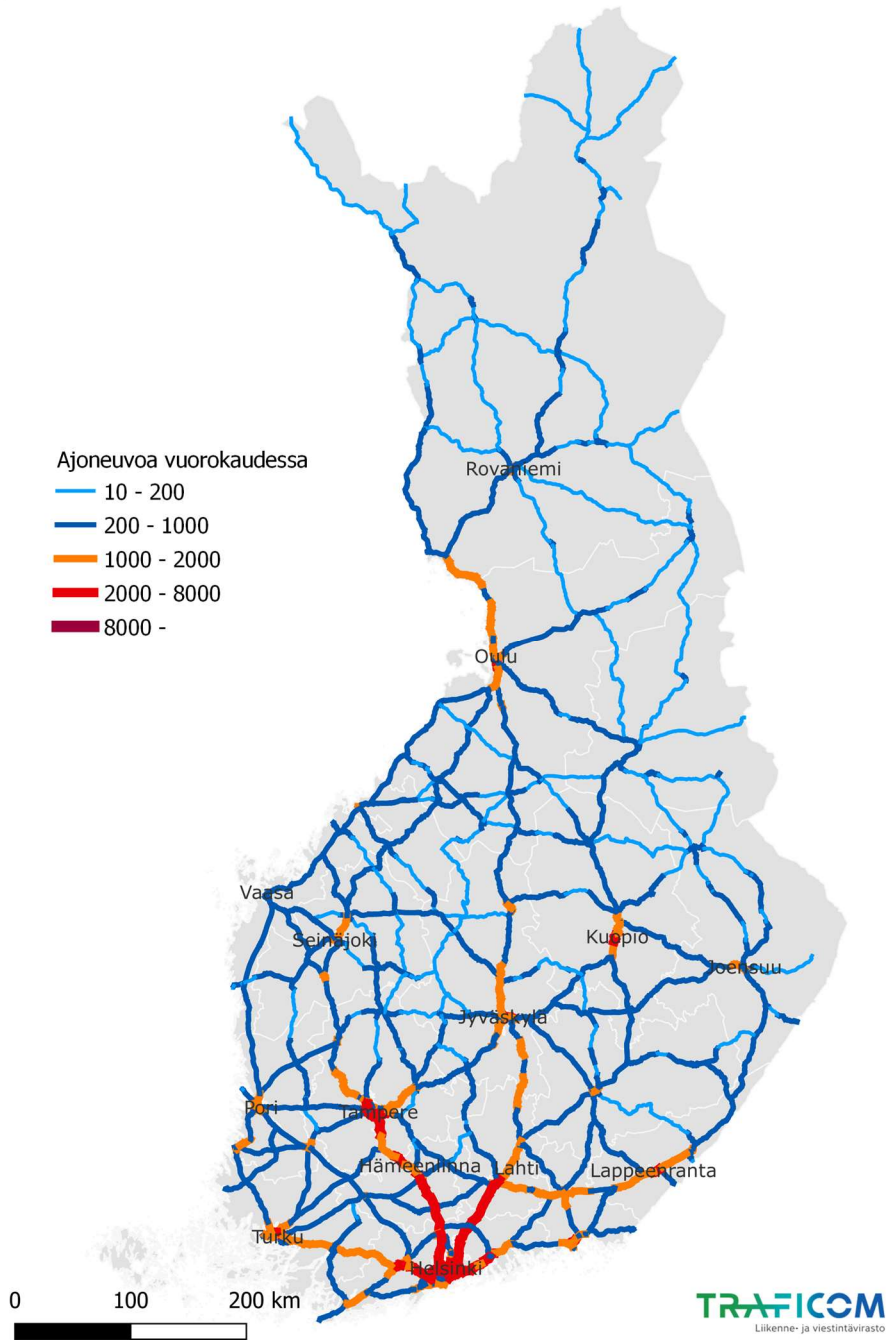 Ajoneuvoa vuorokaudessa
10 - 200
200 - 1000
1000 - 2000
2000 - 8000
8000 -
Rovaniemi
Oulu
Vaasa
Seinäjoki
Kuopio
Joensuu
Jyväskylä
Pori
Tampere
Hämeenlinna
Lahti
Lappeenranta
Turku
Helsinki
0 100 200 km
TRAFICOM
Liikenne- ja viestintävirasto